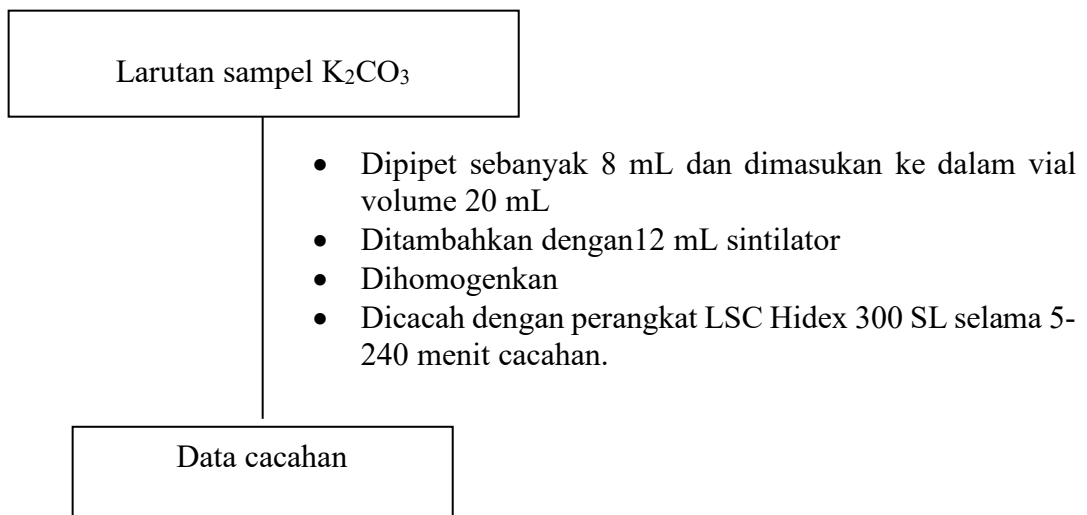 Larutan sampel K₂CO₃
• Dipipet sebanyak 8 mL dan dimasukan ke dalam vial
volume 20 mL
• Ditambahkan dengan12 mL sintilator
• Dihomogenkan
• Dicacah dengan perangkat LSC Hidex 300 SL selama 5-
240 menit cacahan.
Data cacahan